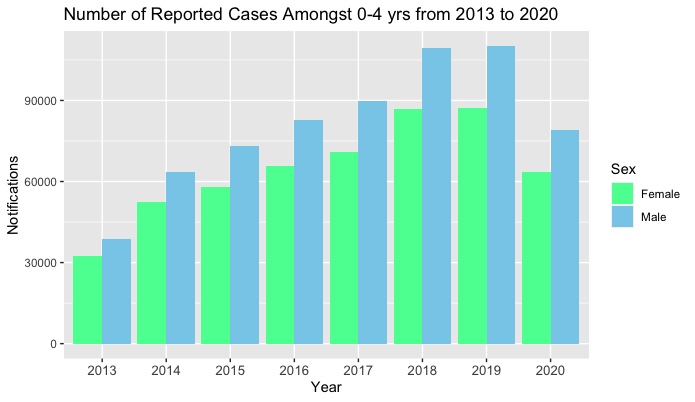 Number of Reported Cases Amongst 0-4 yrs from 2013 to 2020
Notifications
90000
60000
30000
0
2013 2014 2015 2016 2017 2018 2019 2020
Year
Sex
Female
Male